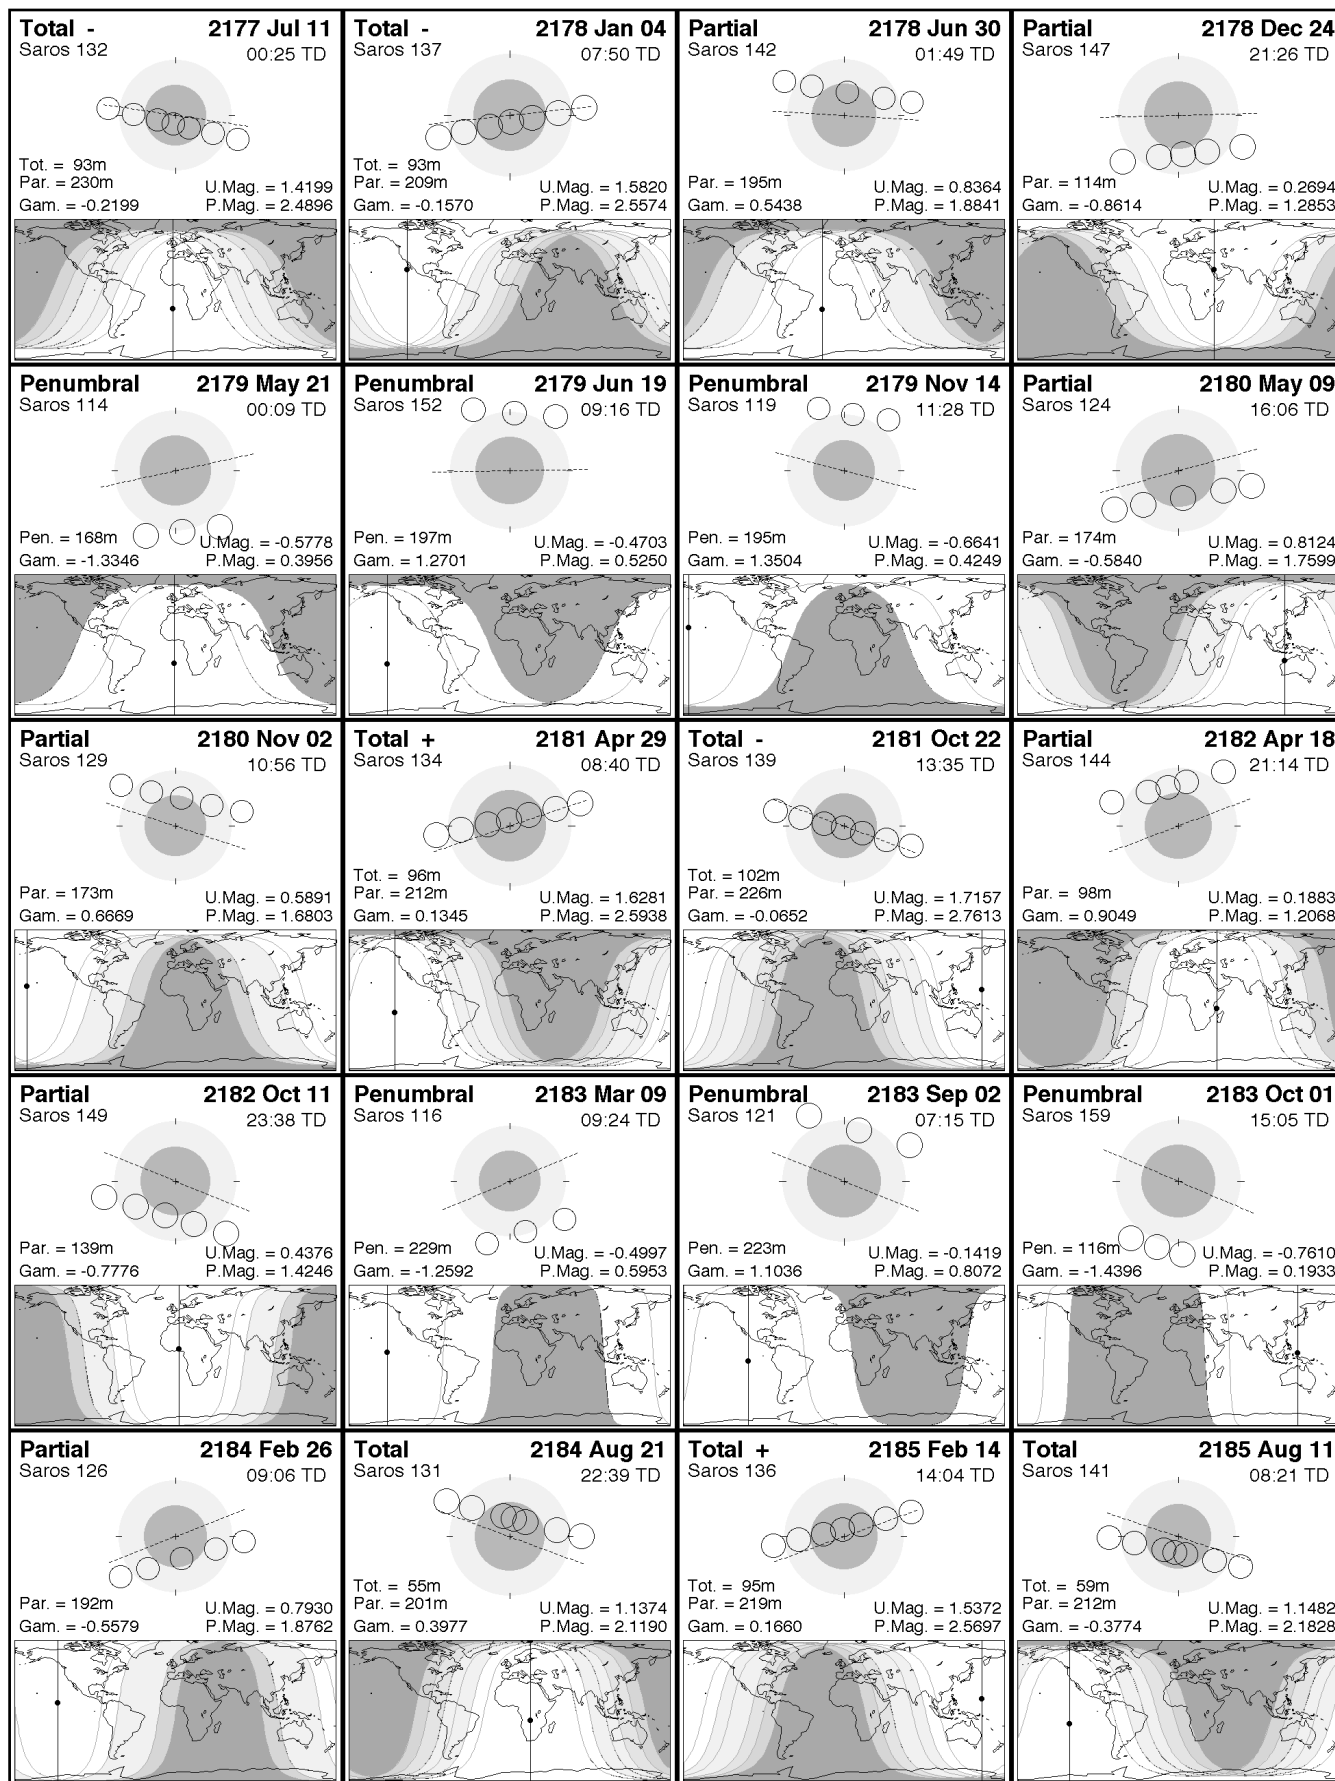 Total - 2177 Jul 11
Saros 132 00:25 TD
Tot. = 93m
Par. = 230m U.Mag. = 1.4199
Gam. = -0.2199 P.Mag. = 2.4896
Total - 2178 Jan 04
Saros 137 07:50 TD
Tot. = 93m
Par. = 209m U.Mag. = 1.5820
Gam. = -0.1570 P.Mag. = 2.5574
Partial 2178 Jun 30
Saros 142 01:49 TD
Par. = 195m U.Mag. = 0.8364
Gam. = 0.5438 P.Mag. = 1.8841
Partial 2178 Dec 24
Saros 147 21:26 TD
Par. = 114m U.Mag. = 0.2694
Gam. = -0.8614 P.Mag. = 1.2853
Penumbral 2179 May 21
Saros 114 00:09 TD
Pen. = 168m U.Mag. = -0.5778
Gam. = -1.3346 P.Mag. = 0.3956
Penumbral 2179 Jun 19
Saros 152 09:16 TD
Pen. = 197m U.Mag. = -0.4703
Gam. = 1.2701 P.Mag. = 0.5250
Penumbral 2179 Nov 14
Saros 119 11:28 TD
Pen. = 195m U.Mag. = -0.6641
Gam. = 1.3504 P.Mag. = 0.4249
Partial 2180 May 09
Saros 124 16:06 TD
Par. = 174m U.Mag. = 0.8124
Gam. = -0.5840 P.Mag. = 1.7599
Partial 2180 Nov 02
Saros 129 10:56 TD
Par. = 173m U.Mag. = 0.5891
Gam. = 0.6669 P.Mag. = 1.6803
Total + 2181 Apr 29
Saros 134 08:40 TD
Tot. = 96m
Par. = 212m U.Mag. = 1.6281
Gam. = 0.1345 P.Mag. = 2.5938
Total - 2181 Oct 22
Saros 139 13:35 TD
Tot. = 102m
Par. = 226m U.Mag. = 1.7157
Gam. = -0.0652 P.Mag. = 2.7613
Partial 2182 Apr 18
Saros 144 21:14 TD
Par. = 98m U.Mag. = 0.1883
Gam. = 0.9049 P.Mag. = 1.2068
Partial 2182 Oct 11
Saros 149 23:38 TD
Par. = 139m U.Mag. = 0.4376
Gam. = -0.7776 P.Mag. = 1.4246
Penumbral 2183 Mar 09
Saros 116 09:24 TD
Pen. = 229m U.Mag. = -0.4997
Gam. = -1.2592 P.Mag. = 0.5953
Penumbral 2183 Sep 02
Saros 121 07:15 TD
Pen. = 223m U.Mag. = -0.1419
Gam. = 1.1036 P.Mag. = 0.8072
Penumbral 2183 Oct 01
Saros 159 15:05 TD
Pen. = 116m U.Mag. = -0.7610
Gam. = -1.4396 P.Mag. = 0.1933
Partial 2184 Feb 26
Saros 126 09:06 TD
Par. = 192m U.Mag. = 0.7930
Gam. = -0.5579 P.Mag. = 1.8762
Total 2184 Aug 21
Saros 131 22:39 TD
Tot. = 55m
Par. = 201m U.Mag. = 1.1374
Gam. = 0.3977 P.Mag. = 2.1190
Total + 2185 Feb 14
Saros 136 14:04 TD
Tot. = 95m
Par. = 219m U.Mag. = 1.5372
Gam. = 0.1660 P.Mag. = 2.5697
Total 2185 Aug 11
Saros 141 08:21 TD
Tot. = 59m
Par. = 212m U.Mag. = 1.1482
Gam. = -0.3774 P.Mag. = 2.1828